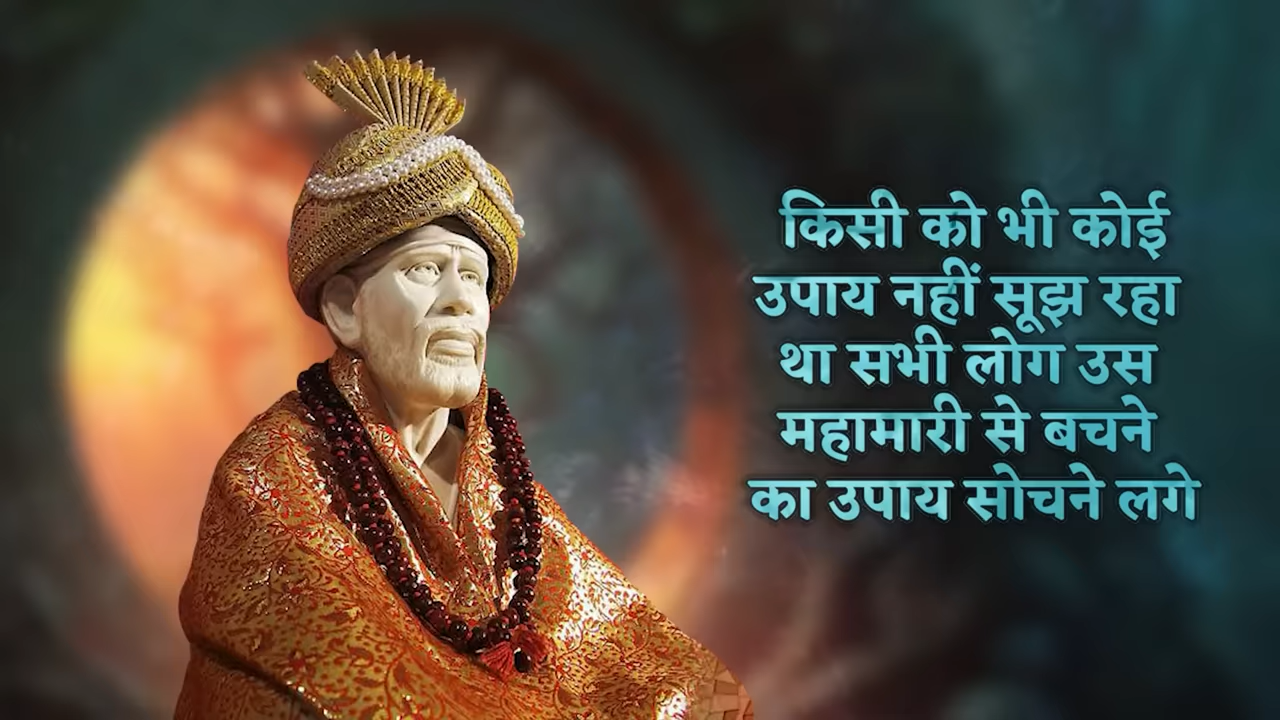 किसी को भी कोई
उपाय नहीं सूझ रहा
था सभी लोग उस
महामारी से बचने
का उपाय सोचने लगे